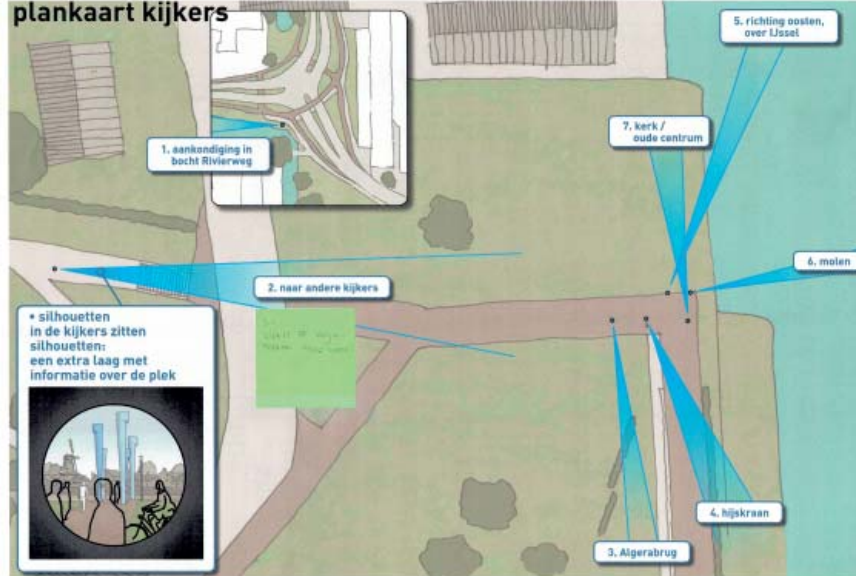 plankaart kijkers
5. richting oosten,
over IJssel
7. kerk /
oude centrum
1. aankondiging in
bocht Rivierweg
6. molen
2. naar andere kijkers
• silhouetten
in de kijkers zitten
silhouetten:
een extra laag met
informatie over de plek
4. hijskraan
3. Algerabrug